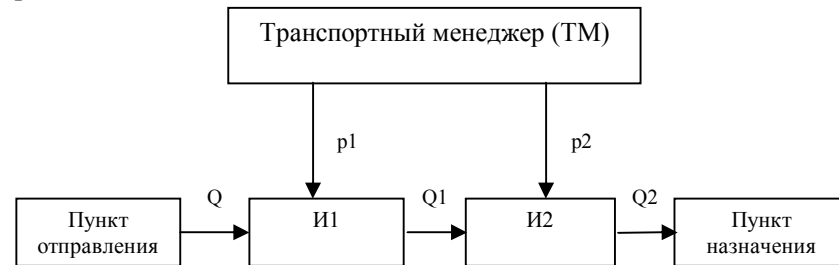 Транспортный менеджер (ТМ)
p1
p2
Q
Q1
Q2
Пункт
отправления
И1
И2
Пункт
назначения